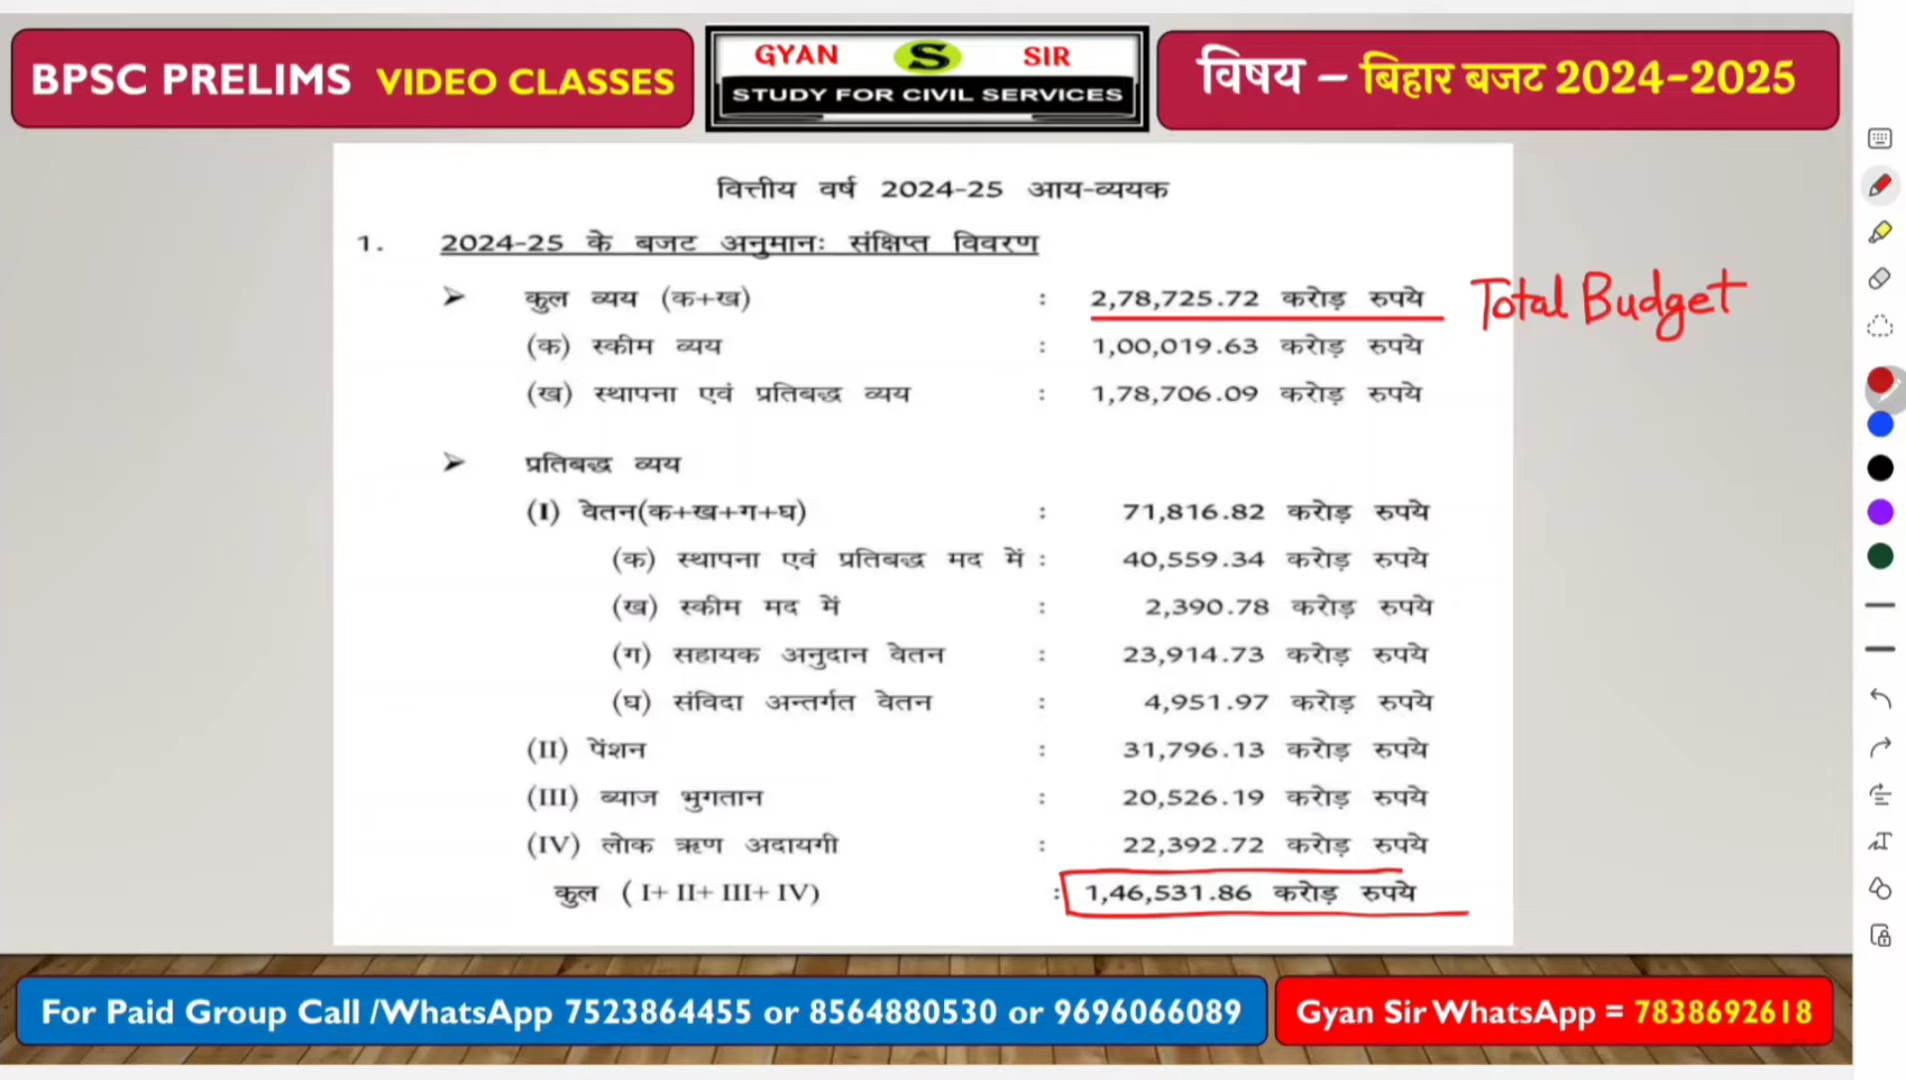 BPSC PRELIMS VIDEO CLASSES
GYAN S SIR
STUDY FOR CIVIL SERVICES
विषय – बिहार बजट 2024-2025
वित्तीय वर्ष 2024-25 आय-व्ययक
1. 2024-25 के बजट अनुमानः संक्षिप्त विवरण
➢ कुल व्यय (क+ख) : 2,78,725.72 करोड़ रुपये Total Budget
(क) स्कीम व्यय : 1,00,019.63 करोड़ रुपये
(ख) स्थापना एवं प्रतिबद्ध व्यय : 1,78,706.09 करोड़ रुपये
➢ प्रतिबद्ध व्यय
(I) वेतन(क+ख+ग+घ) : 71,816.82 करोड़ रुपये
(क) स्थापना एवं प्रतिबद्ध मद में : 40,559.34 करोड़ रुपये
(ख) स्कीम मद में : 2,390.78 करोड़ रुपये
(ग) सहायक अनुदान वेतन : 23,914.73 करोड़ रुपये
(घ) संविदा अन्तर्गत वेतन : 4,951.97 करोड़ रुपये
(II) पेंशन : 31,796.13 करोड़ रुपये
(III) ब्याज भुगतान : 20,526.19 करोड़ रुपये
(IV) लोक ऋण अदायगी : 22,392.72 करोड़ रुपये
कुल ( I+ II+ III+ IV) : 1,46,531.86 करोड़ रुपये
For Paid Group Call /WhatsApp 7523864455 or 8564880530 or 9696066089
Gyan Sir WhatsApp = 7838692618